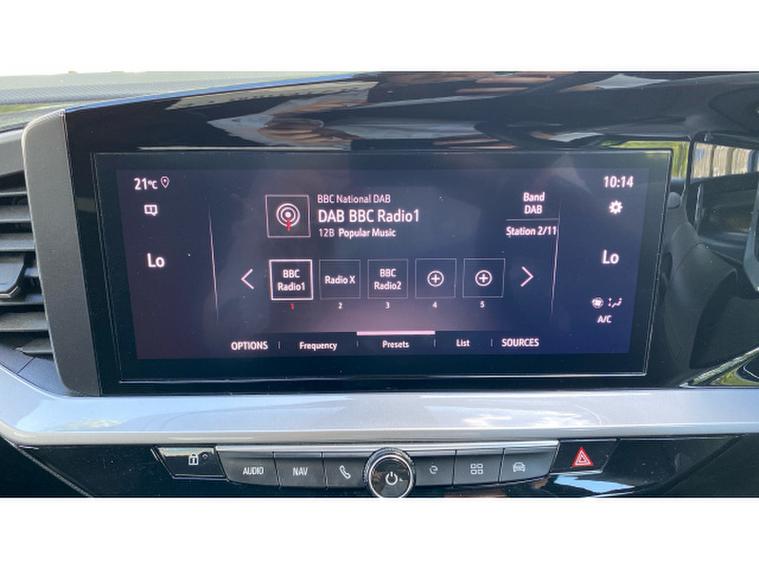 21°C
10:14
BBC National DAB
DAB BBC Radio1
12B Popular Music
Band
DAB
Station 2/11
Lo
Lo
BBC
Radio1
Radio X
BBC
Radio2
1
2
3
4
5
A/C
OPTIONS
Frequency
Presets
List
SOURCES
AUDIO
NAV